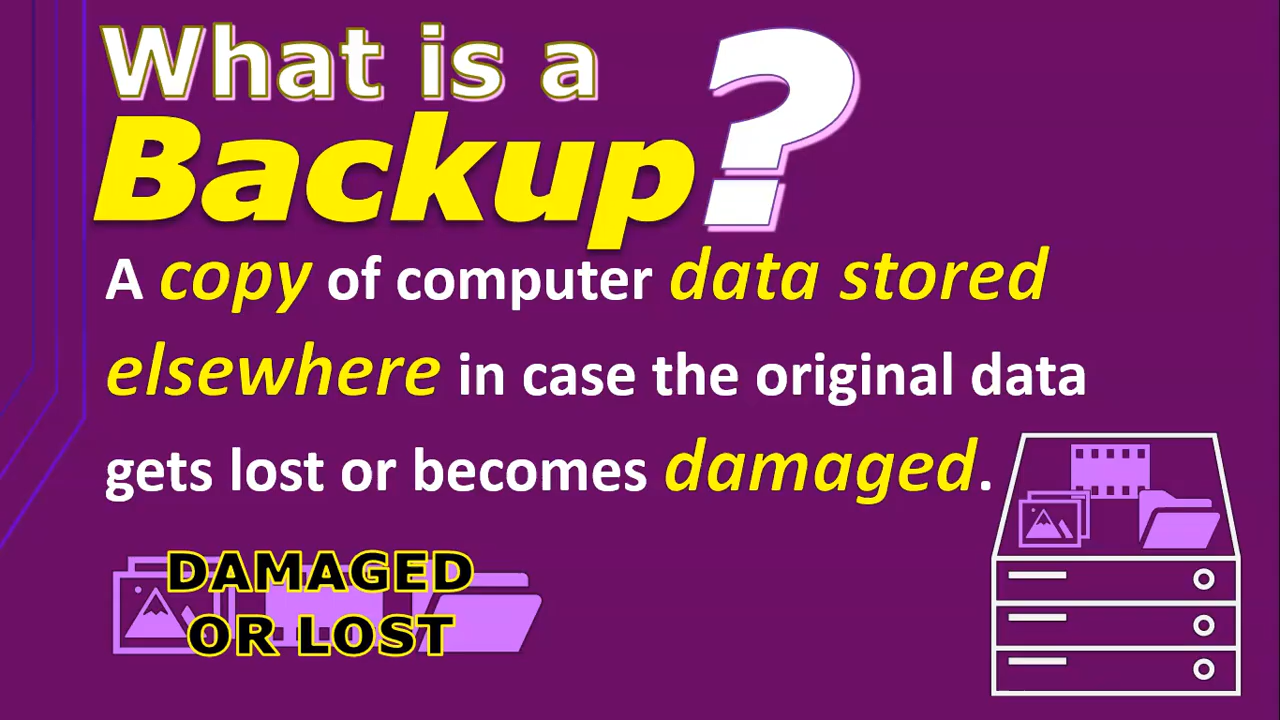 What is a
Backup?
A copy of computer data stored
elsewhere in case the original data
gets lost or becomes damaged.
DAMAGED
OR LOST